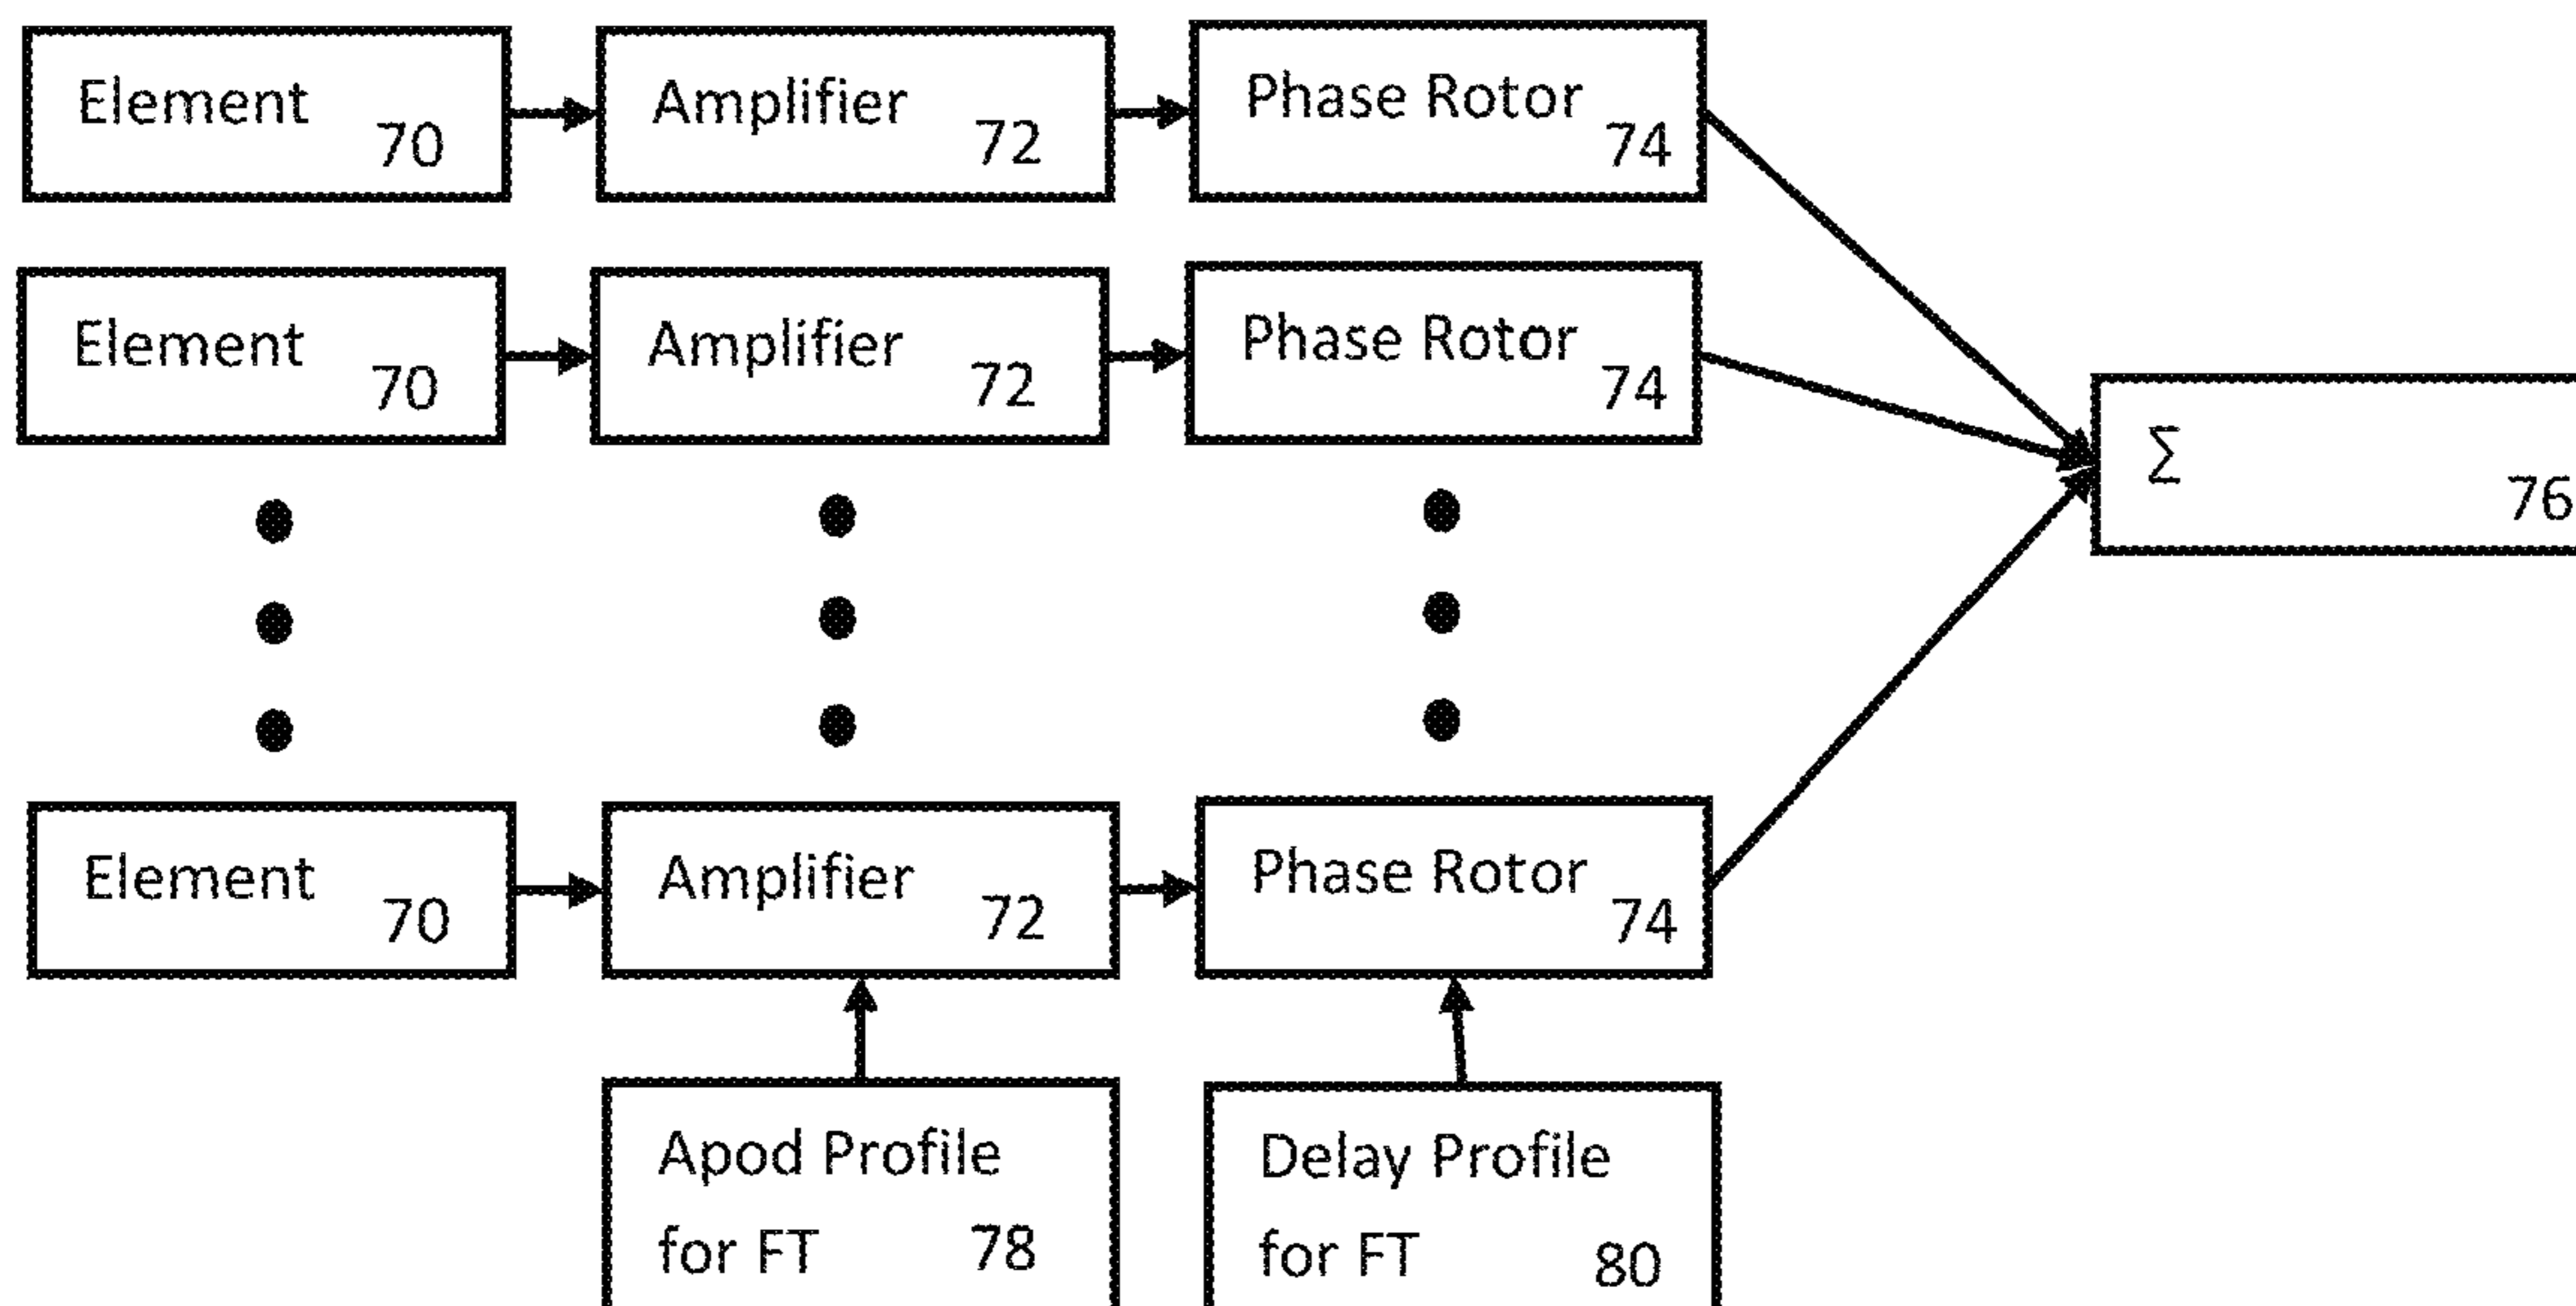 Element
70
Amplifier
72
Phase Rotor
74
Element
70
Amplifier
72
Phase Rotor
74
Σ
76
Element
70
Amplifier
72
Phase Rotor
74
Apod Profile
for FT 78
Delay Profile
for FT 80